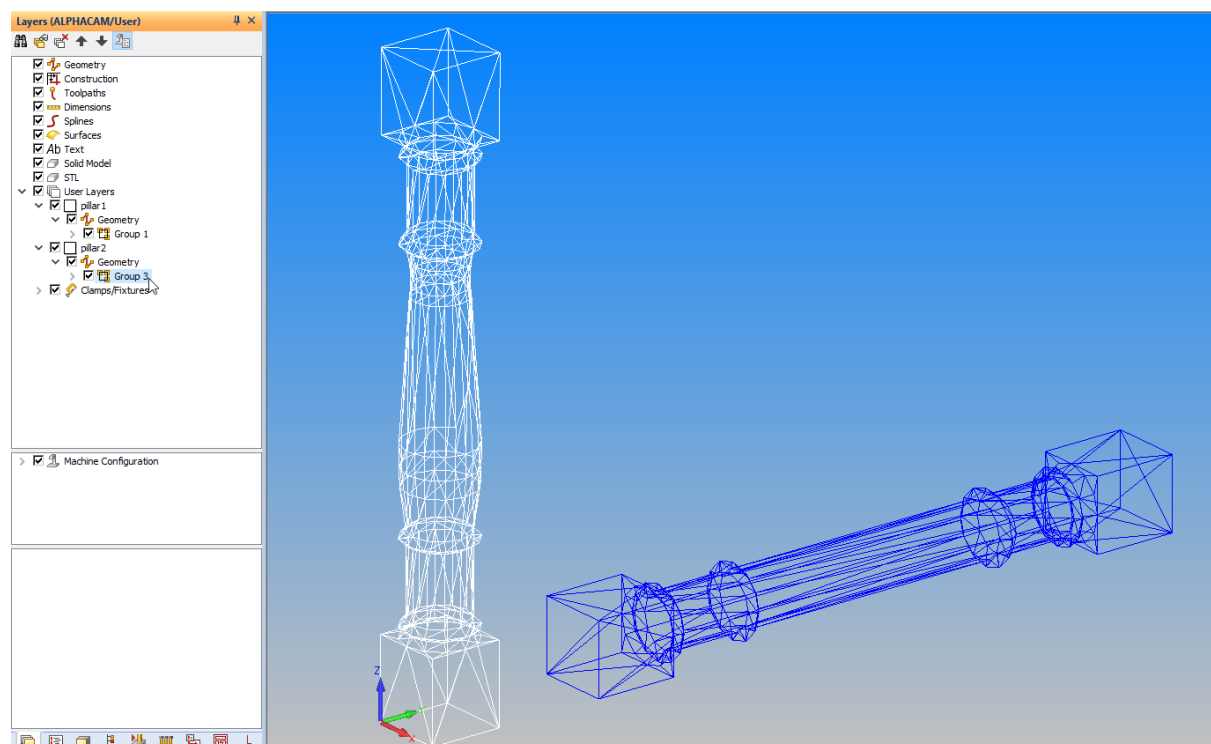 Layers (ALPHACAM/User)
Geometry
Construction
Toolpaths
Dimensions
Splines
Surfaces
Ab Text
Solid Model
STL
User Layers
pillar1
Geometry
Group 1
pillar2
Geometry
Group 3
Clamps/Fixtures
Machine Configuration
Z
X